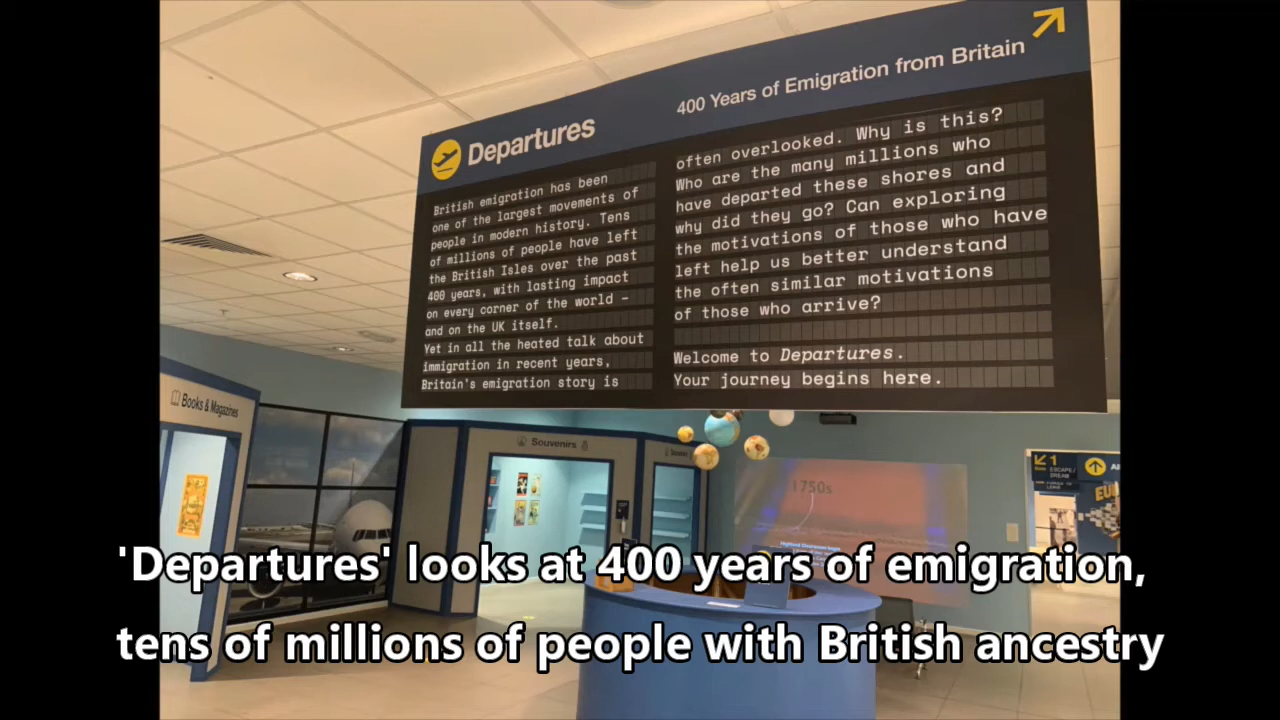 400 Years of Emigration from Britain
Departures
British emigration has been
one of the largest movements of
people in modern history. Tens
of millions of people have left
the British Isles over the past
400 years, with lasting impact
on every corner of the world –
and on the UK itself.
Yet in all the heated talk about
immigration in recent years,
Britain's emigration story is
often overlooked. Why is this?
Who are the many millions who
have departed these shores and
why did they go? Can exploring
the motivations of those who have
left help us better understand
the often similar motivations
of those who arrive?
Welcome to Departures.
Your journey begins here.
Books & Magazines
Souvenirs
1750s
1
ESCAPE/
DREAM
'Departures' looks at 400 years of emigration,
tens of millions of people with British ancestry